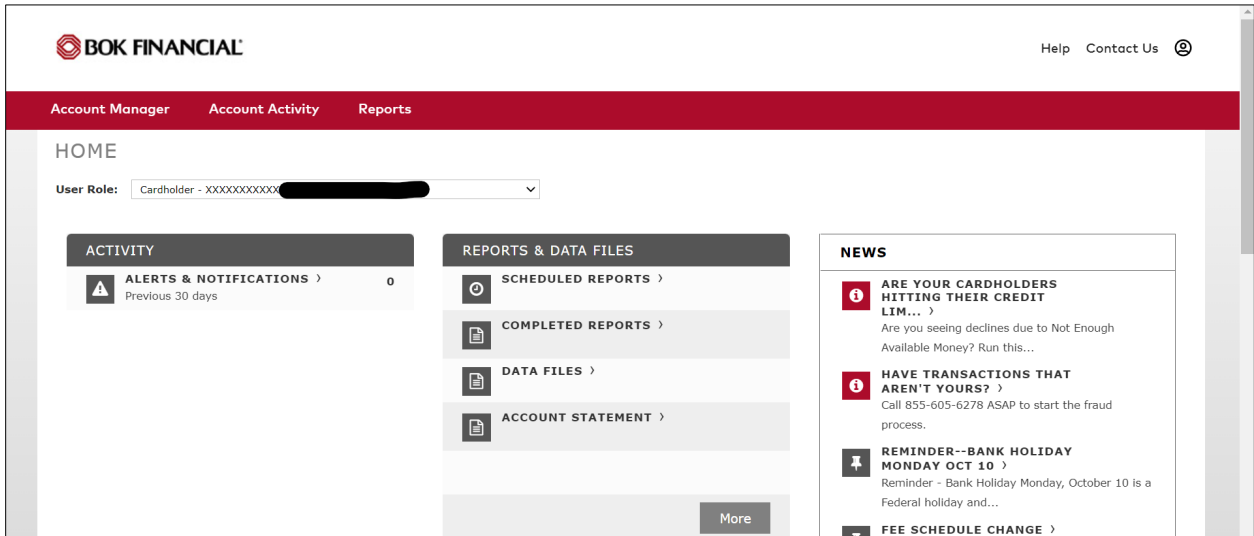 BOK FINANCIAL
Help Contact Us
Account Manager Account Activity Reports
HOME
User Role: Cardholder - XXXXXXXXXXX
ACTIVITY
ALERTS & NOTIFICATIONS > 0
Previous 30 days
REPORTS & DATA FILES
SCHEDULED REPORTS >
COMPLETED REPORTS >
DATA FILES >
ACCOUNT STATEMENT >
More
NEWS
ARE YOUR CARDHOLDERS
HITTING THEIR CREDIT
LIM... >
Are you seeing declines due to Not Enough
Available Money? Run this...
HAVE TRANSACTIONS THAT
AREN'T YOURS? >
Call 855-605-6278 ASAP to start the fraud
process.
REMINDER--BANK HOLIDAY
MONDAY OCT 10 >
Reminder - Bank Holiday Monday, October 10 is a
Federal holiday and...
FEE SCHEDULE CHANGE >